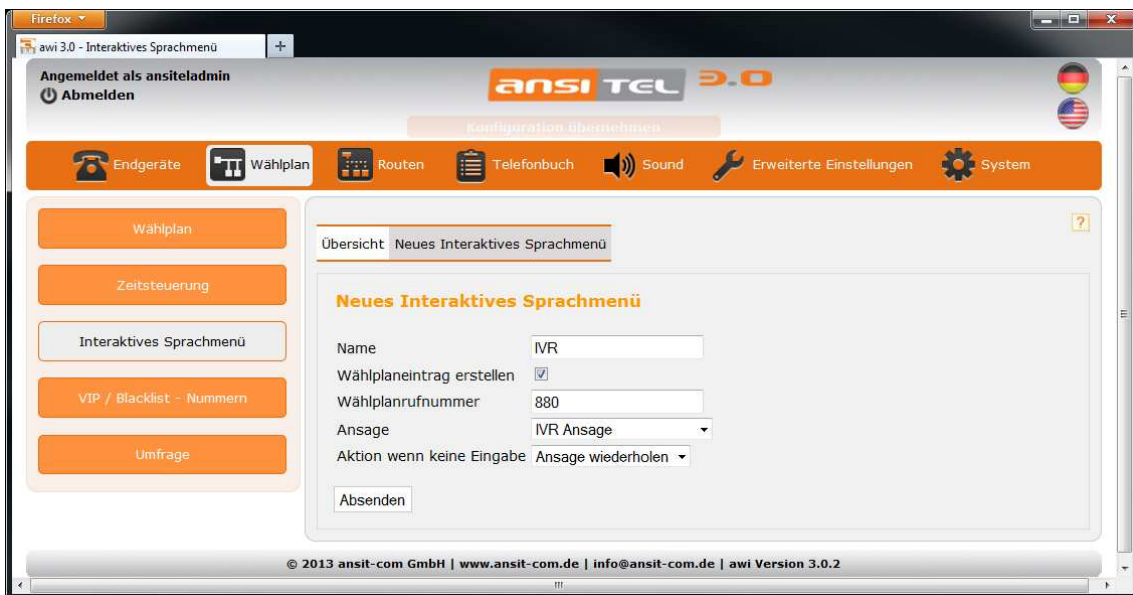 Firefox
awi 3.0 - Interaktives Sprachmenü
Angemeldet als ansiteladmin
Abmelden
ansi TEL 3.0
Konfiguration übernehmen
Endgeräte Wählplan Routen Telefonbuch Sound Erweiterte Einstellungen System
Wählplan
Zeitsteuerung
Interaktives Sprachmenü
VIP / Blacklist - Nummern
Umfrage
?
Übersicht Neues Interaktives Sprachmenü
Neues Interaktives Sprachmenü
Name IVR
Wählplaneintrag erstellen
Wählplanrufnummer 880
Ansage IVR Ansage
Aktion wenn keine Eingabe Ansage wiederholen
Absenden
© 2013 ansit-com GmbH | www.ansit-com.de | info@ansit-com.de | awi Version 3.0.2